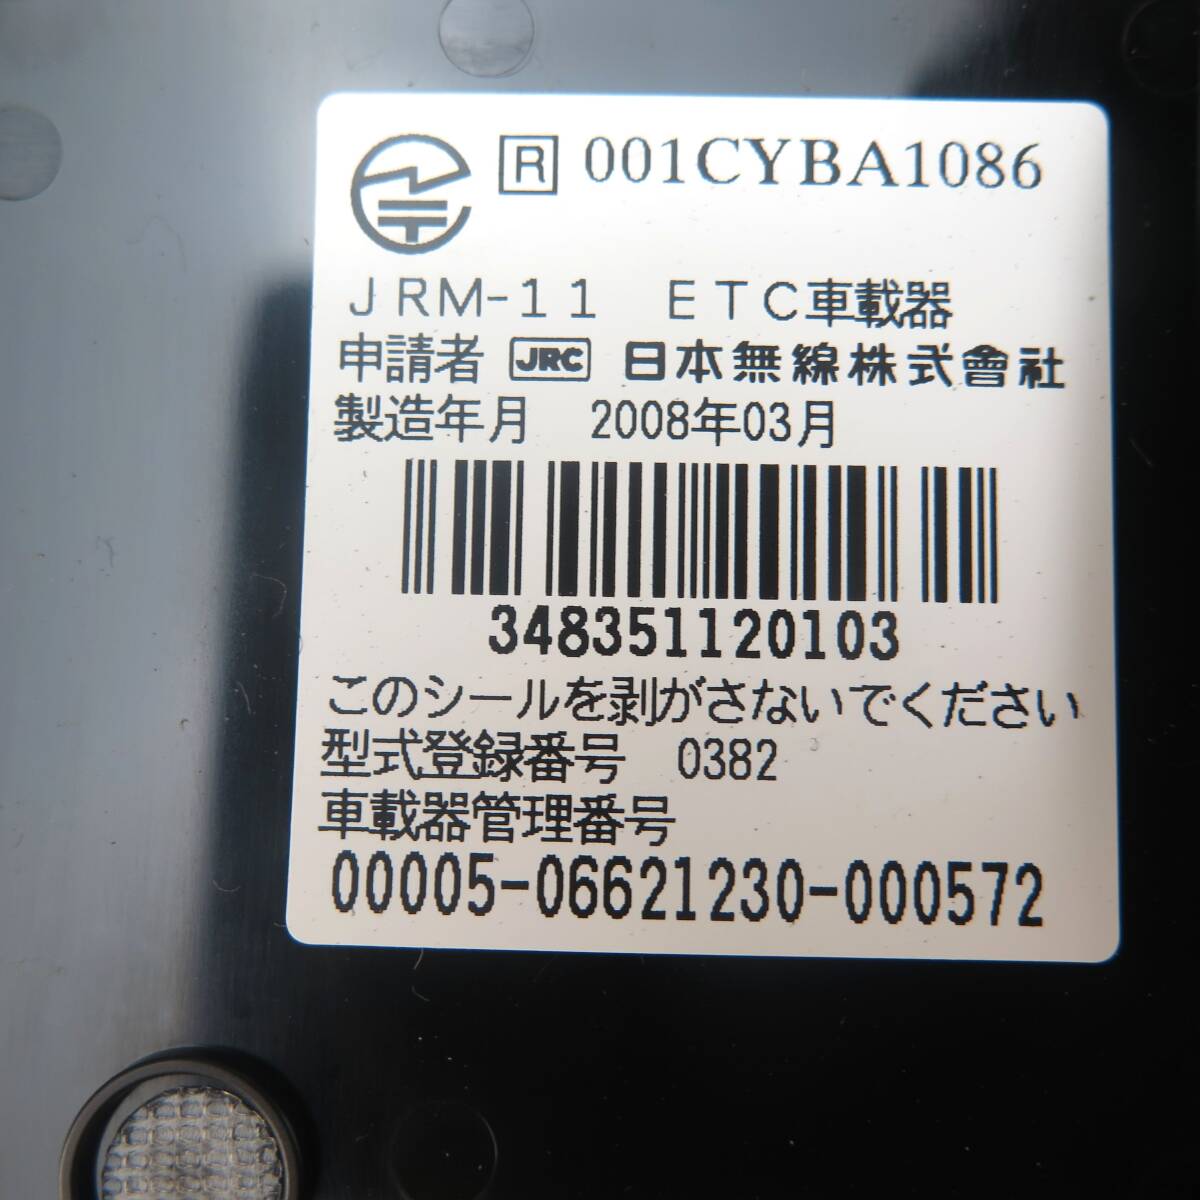 R 001CYBA1086
JRM-11 ETC車載器
申請者 JRC 日本無線株式會社
製造年月 2008年03月
348351120103
このシールを剥がさないでください
型式登録番号 0382
車載器管理番号
00005-06621230-000572